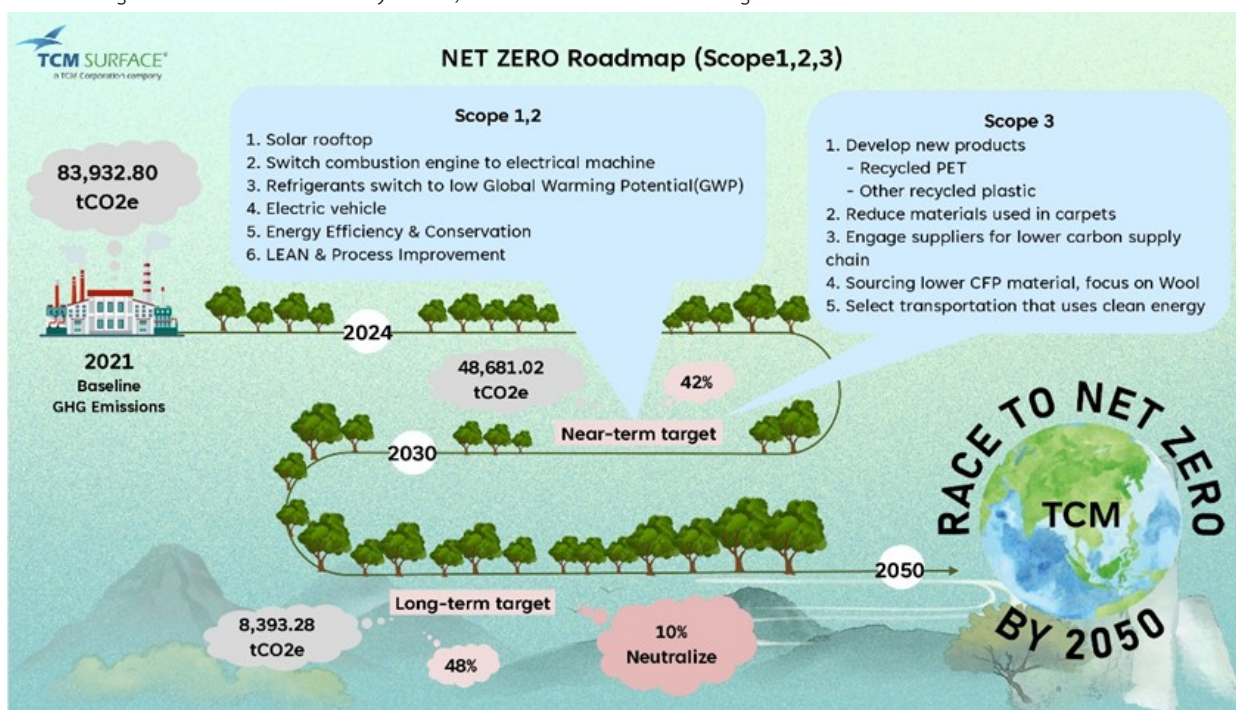 TCM SURFACE®
a TCM Corporation company
NET ZERO Roadmap (Scope1,2,3)
Scope 1,2
1. Solar rooftop
2. Switch combustion engine to electrical machine
3. Refrigerants switch to low Global Warming Potential(GWP)
4. Electric vehicle
5. Energy Efficiency & Conservation
6. LEAN & Process Improvement
Scope 3
1. Develop new products
- Recycled PET
- Other recycled plastic
2. Reduce materials used in carpets
3. Engage suppliers for lower carbon supply
chain
4. Sourcing lower CFP material, focus on Wool
5. Select transportation that uses clean energy
83,932.80
tCO2e
2021
Baseline
GHG Emissions
2024
48,681.02
tCO2e
42%
Near-term target
2030
2050
Long-term target
8,393.28
tCO2e
48%
10%
Neutralize
RACE TO NET ZERO
TCM
BY 2050